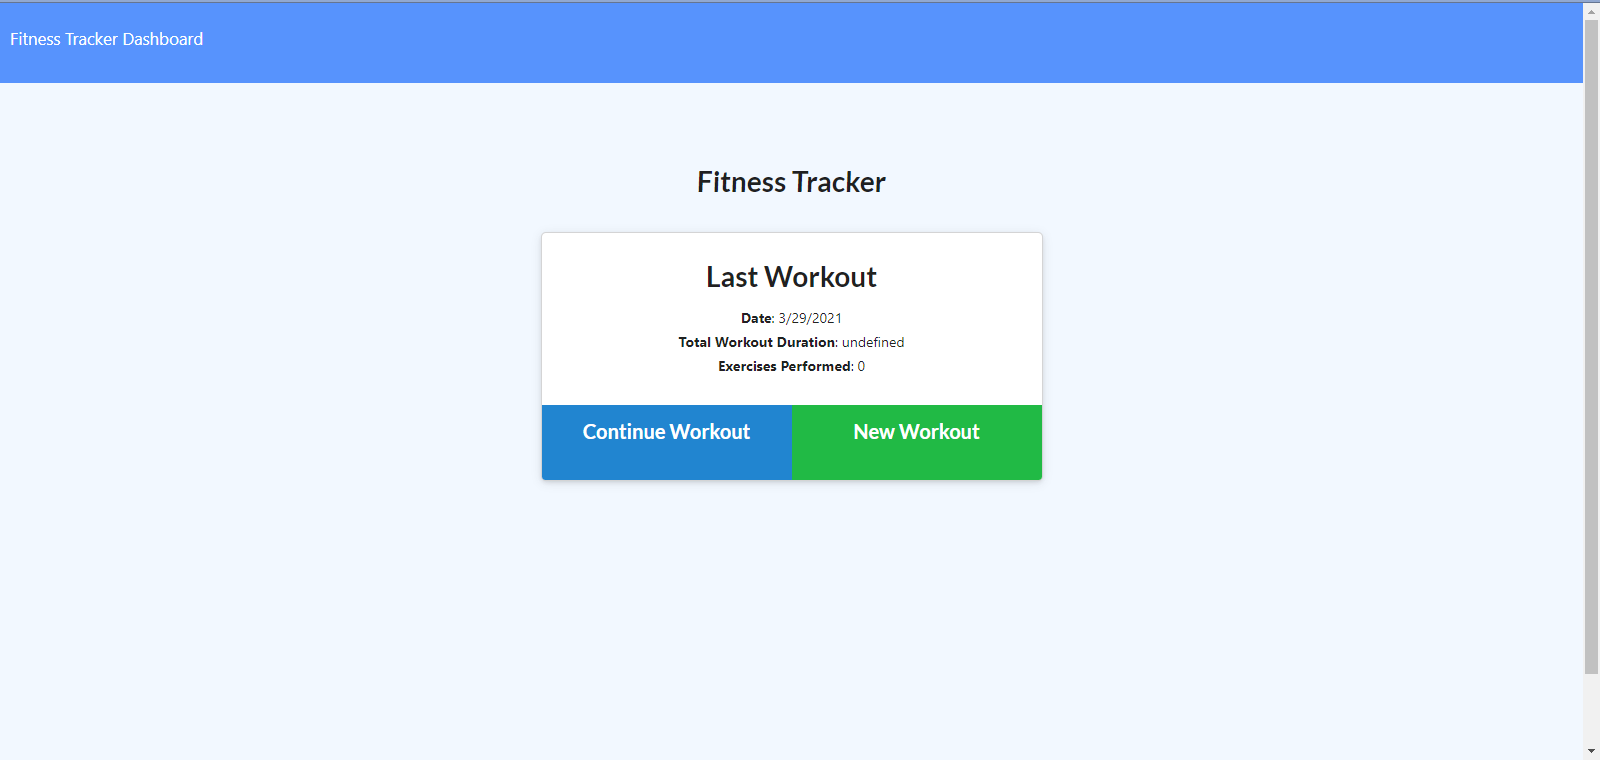 Fitness Tracker Dashboard
Fitness Tracker
Last Workout
Date: 3/29/2021
Total Workout Duration: undefined
Exercises Performed: 0
Continue Workout New Workout